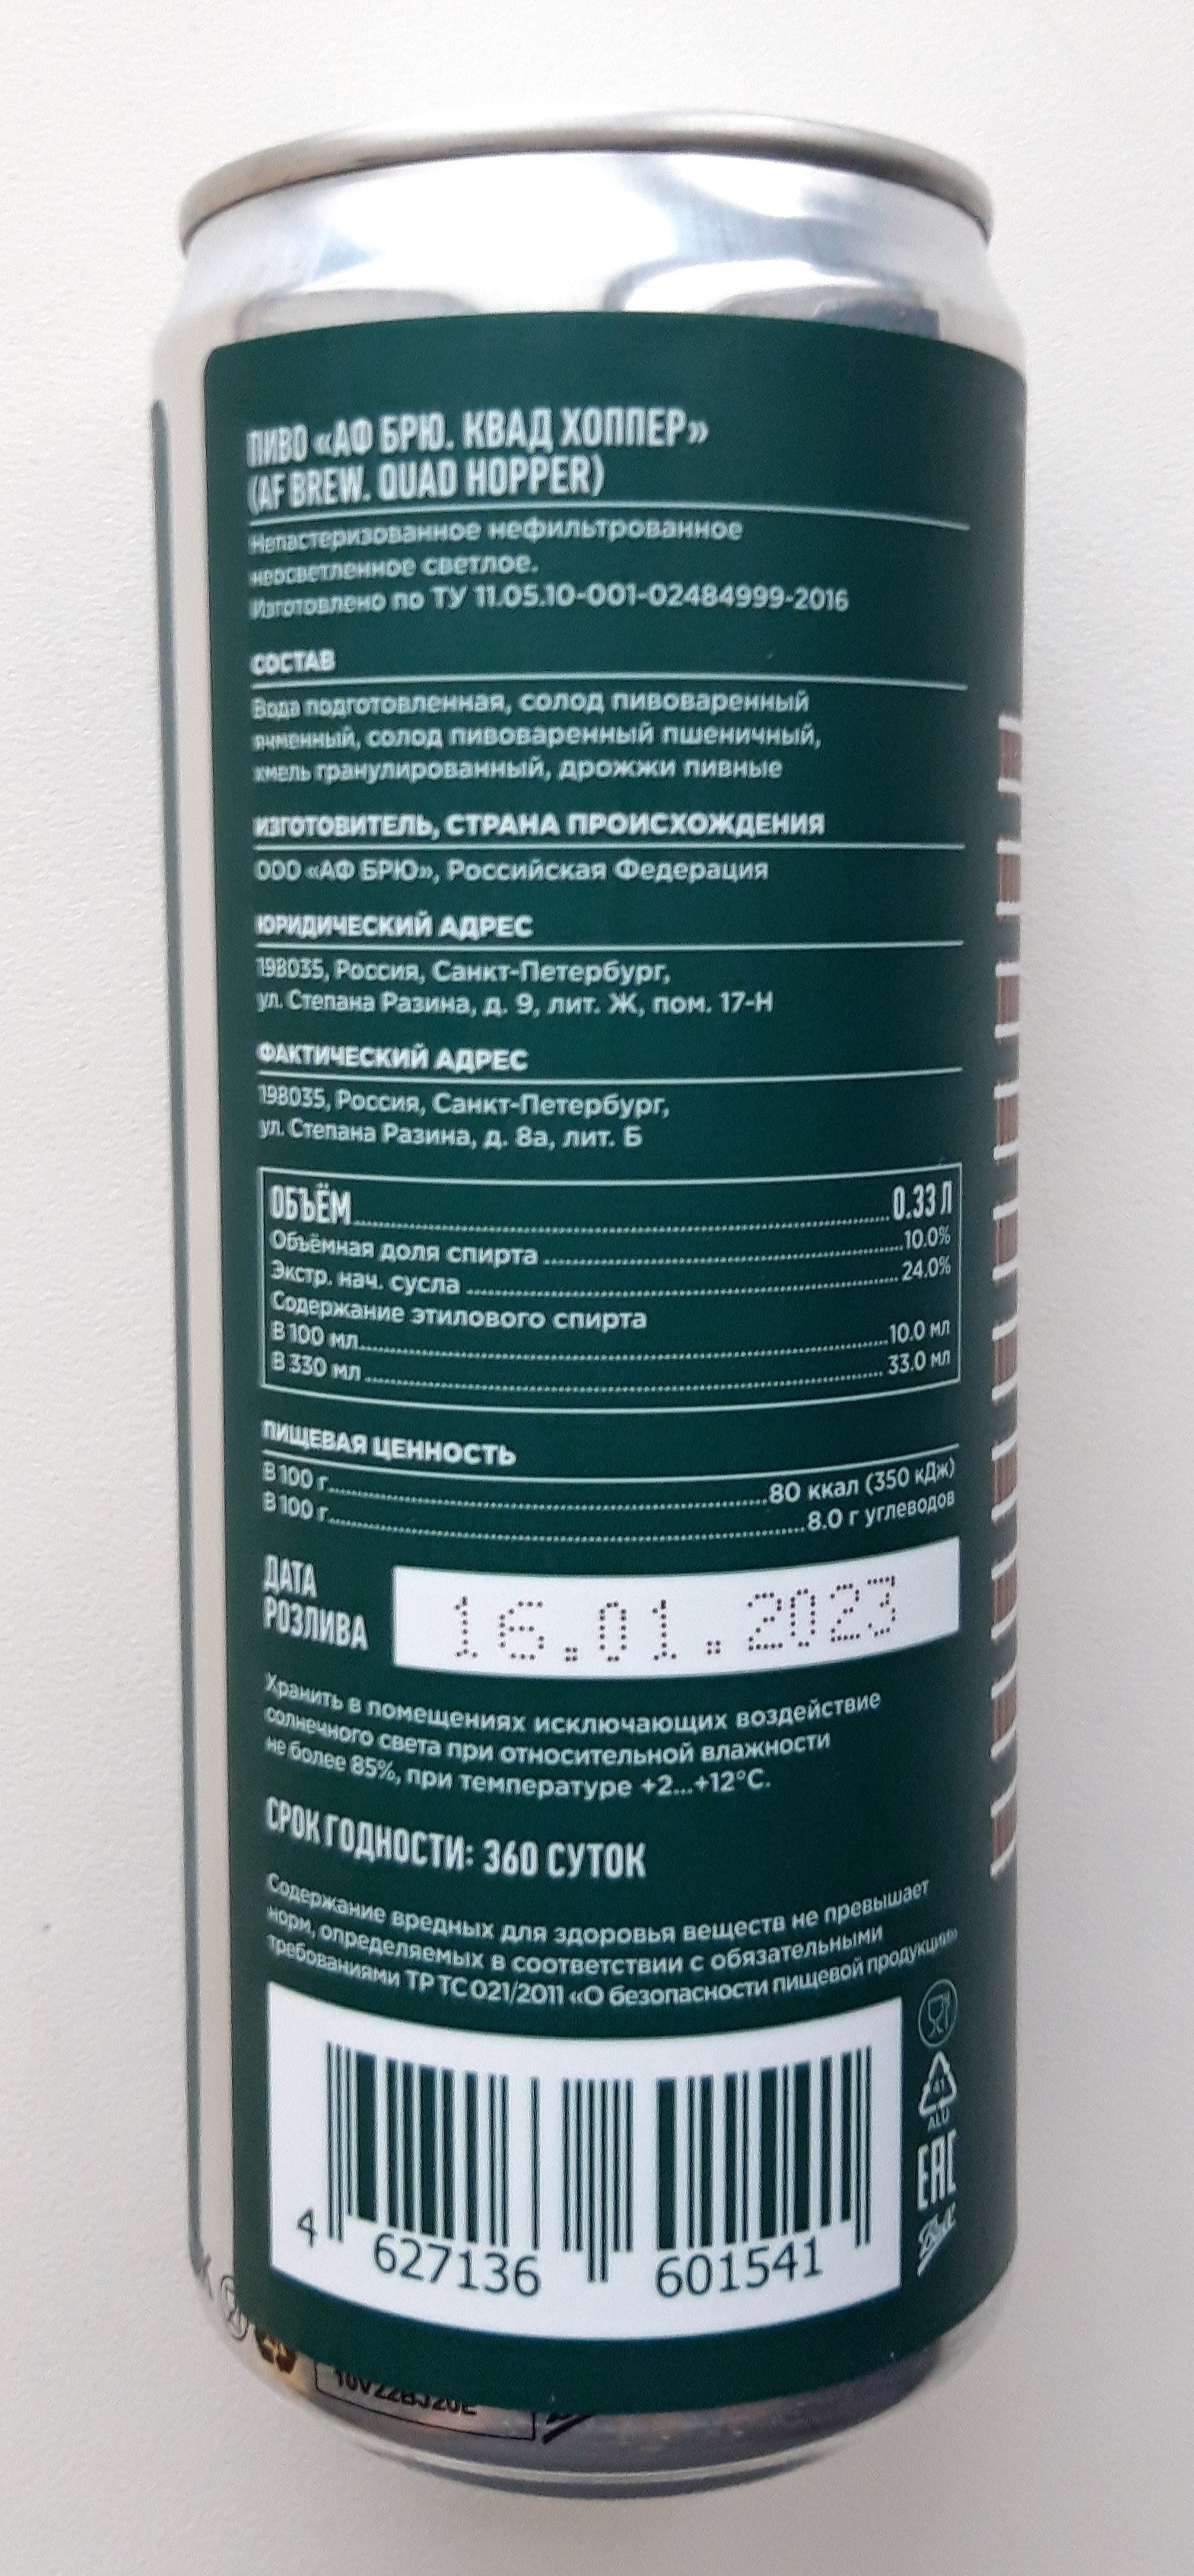 ПИВО «АФ БРЮ. КВАД ХОППЕР»
(AF BREW. QUAD HOPPER)
Непастеризованное нефильтрованное
неосветленное светлое.
Изготовлено по ТУ 11.05.10-001-02484999-2016
СОСТАВ
Вода подготовленная, солод пивоваренный
ячменный, солод пивоваренный пшеничный,
хмель гранулированный, дрожжи пивные
ИЗГОТОВИТЕЛЬ, СТРАНА ПРОИСХОЖДЕНИЯ
ООО «АФ БРЮ», Российская Федерация
ЮРИДИЧЕСКИЙ АДРЕС
198035, Россия, Санкт-Петербург,
ул. Степана Разина, д. 9, лит. Ж, пом. 17-Н
ФАКТИЧЕСКИЙ АДРЕС
198035, Россия, Санкт-Петербург,
ул. Степана Разина, д. 8а, лит. Б
ОБЪЁМ 0.33 Л
Объёмная доля спирта 10.0%
Экстр. нач. сусла 24.0%
Содержание этилового спирта
В 100 мл 10.0 мл
В 330 мл 33.0 мл
ПИЩЕВАЯ ЦЕННОСТЬ
В 100 г 80 ккал (350 кДж)
В 100 г 8.0 г углеводов
ДАТА
РОЗЛИВА
16.01.2023
Хранить в помещениях исключающих воздействие
солнечного света при относительной влажности
не более 85%, при температуре +2...+12°С.
СРОК ГОДНОСТИ: 360 СУТОК
Содержание вредных для здоровья веществ не превышает
норм, определяемых в соответствии с обязательными
требованиями ТР ТС 021/2011 «О безопасности пищевой продукции»
41
ALU
EAC
4 627136 601541